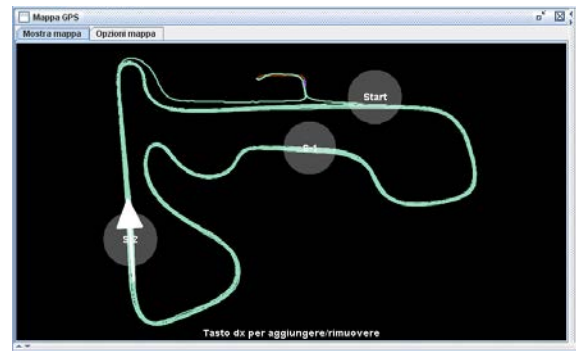 Mappa GPS
Mostra mappa Opzioni mappa
Start
S-1
S-2
Tasto dx per aggiungere/rimuovere